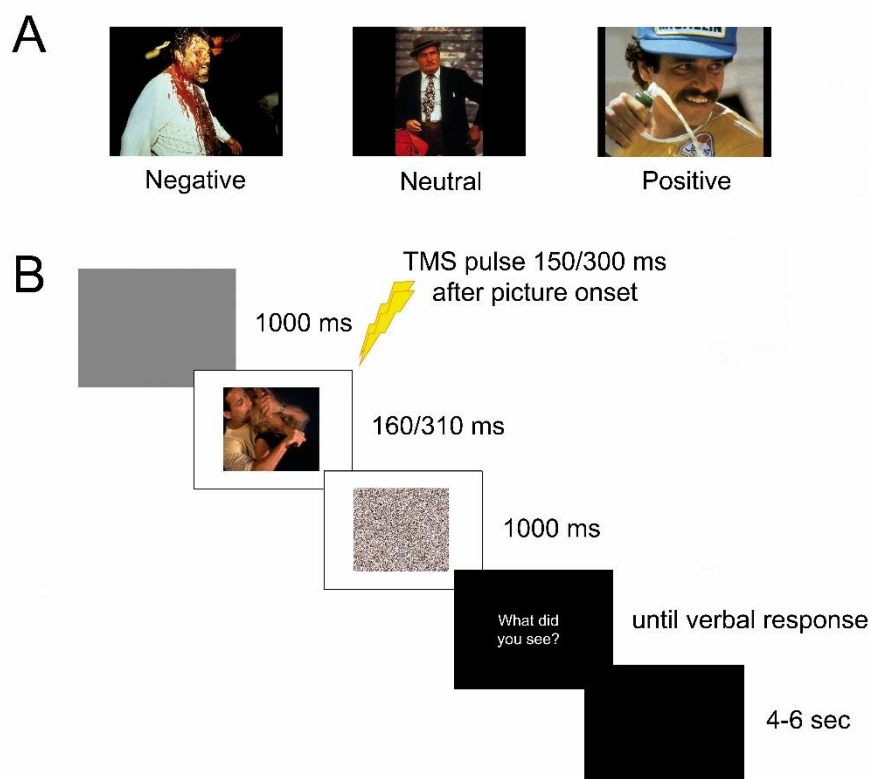 A
MICHELIN
Negative
Neutral
Positive
B
TMS pulse 150/300 ms
after picture onset
1000 ms
160/310 ms
1000 ms
What did
you see?
until verbal response
4-6 sec